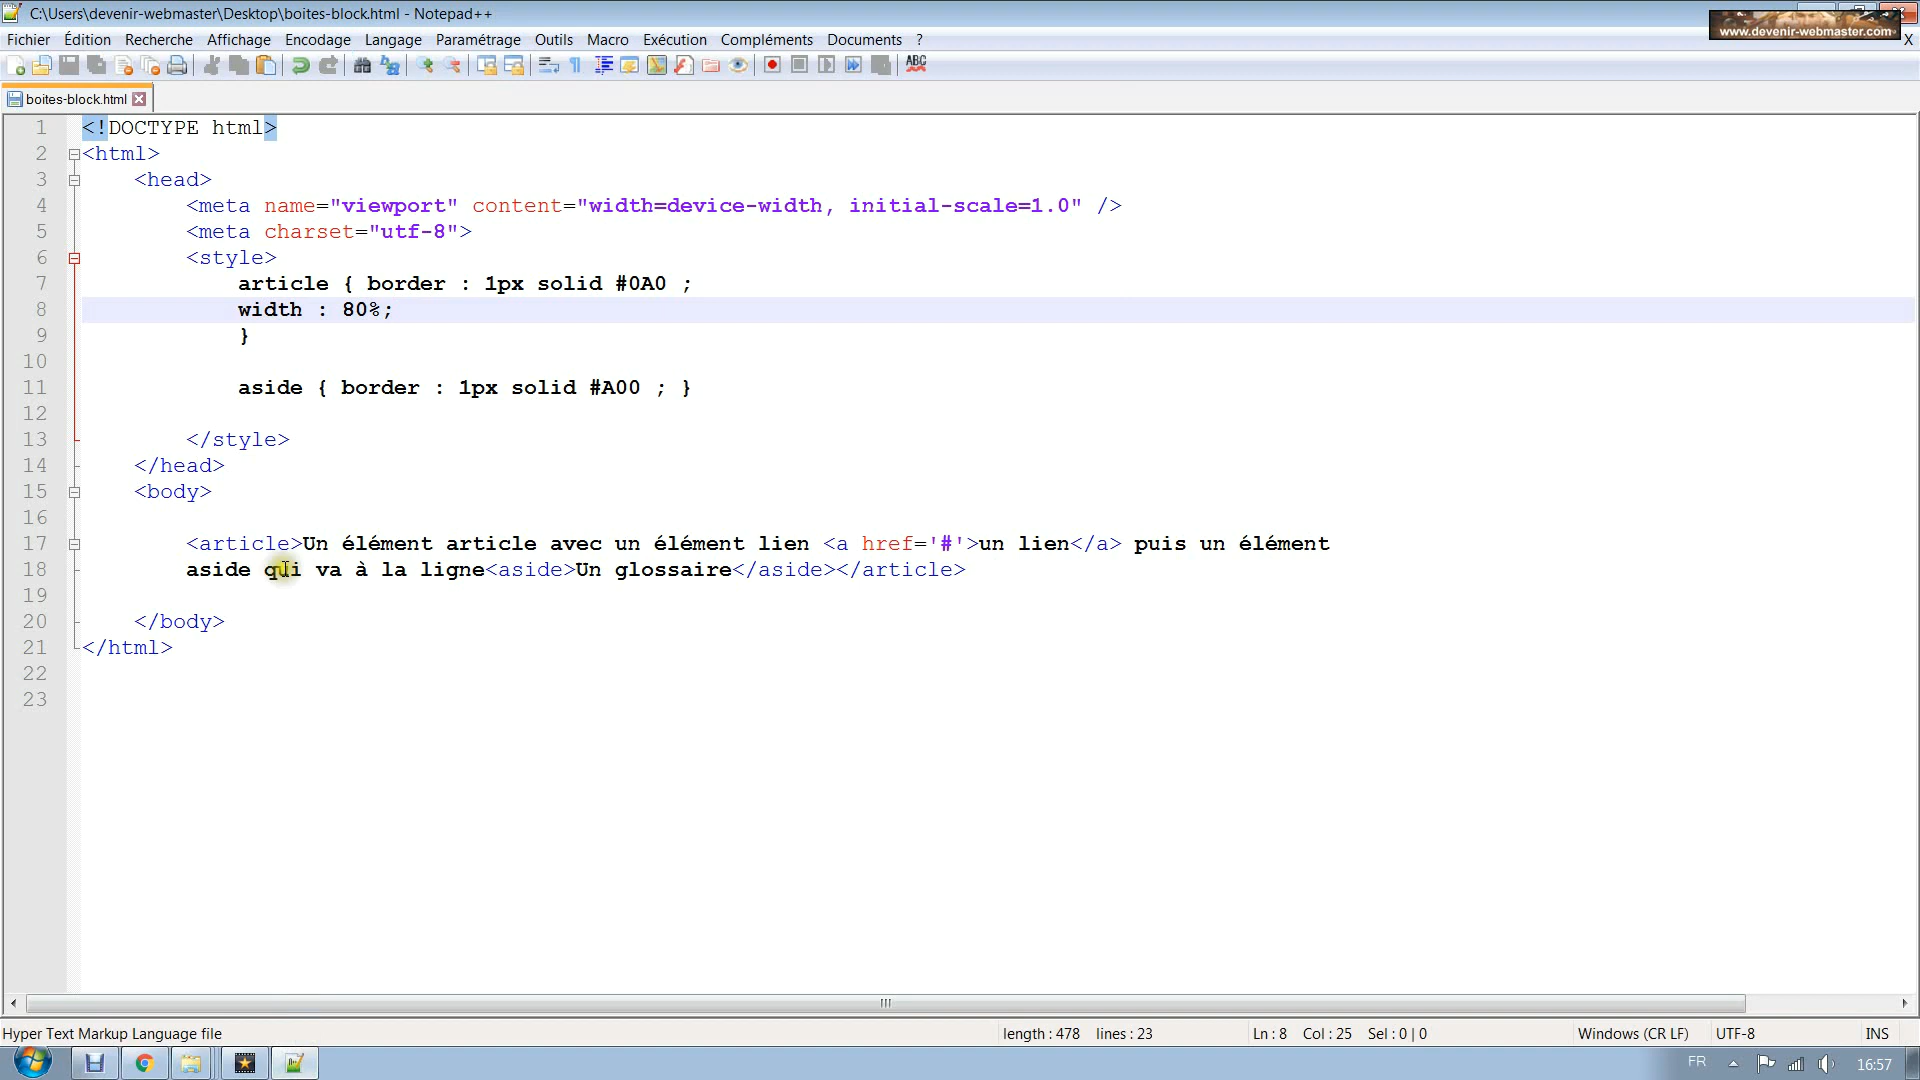 C:\Users\devenir-webmaster\Desktop\boites-block.html - Notepad++
www.devenir-webmaster.com
Fichier Édition Recherche Affichage Encodage Langage Paramétrage Outils Macro Exécution Compléments Documents ? X
ABC
boites-block.html
1 <!DOCTYPE html>
2 <html>
3 <head>
4 <meta name="viewport" content="width=device-width, initial-scale=1.0" />
5 <meta charset="utf-8">
6 <style>
7 article { border : 1px solid #0A0 ;
8 width : 80%;
9 }
10
11 aside { border : 1px solid #A00 ; }
12
13 </style>
14 </head>
15 <body>
16
17 <article>Un élément article avec un élément lien <a href='#'>un lien</a> puis un élément
18 aside qui va à la ligne<aside>Un glossaire</aside></article>
19
20 </body>
21 </html>
22
23
Hyper Text Markup Language file length : 478 lines : 23 Ln : 8 Col : 25 Sel : 0 | 0 Windows (CR LF) UTF-8 INS
FR 16:57